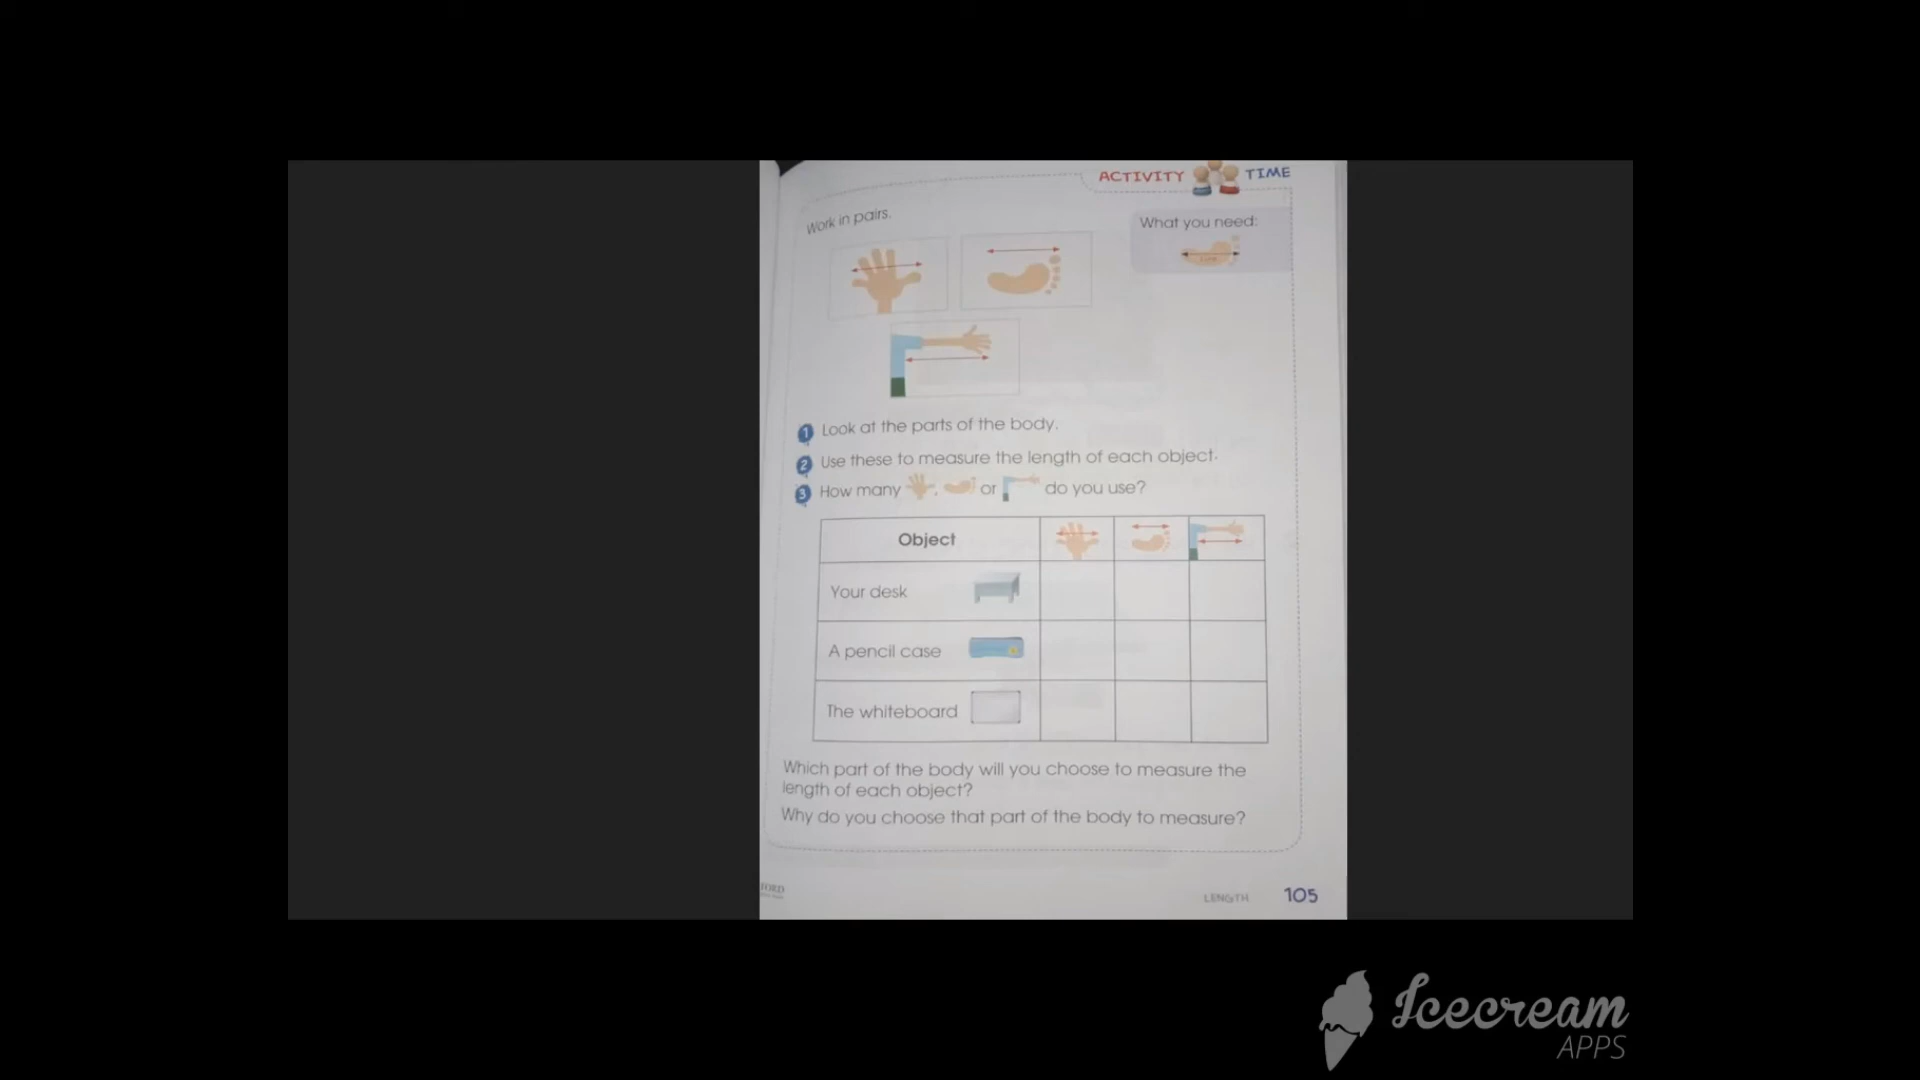 ACTIVITY TIME
Work in pairs.
What you need:
1 Look at the parts of the body.
2 Use these to measure the length of each object.
3 How many , or do you use?
Object
Your desk
A pencil case
The whiteboard
Which part of the body will you choose to measure the
length of each object?
Why do you choose that part of the body to measure?
FORD
LENGTH 105
Icecream
APPS